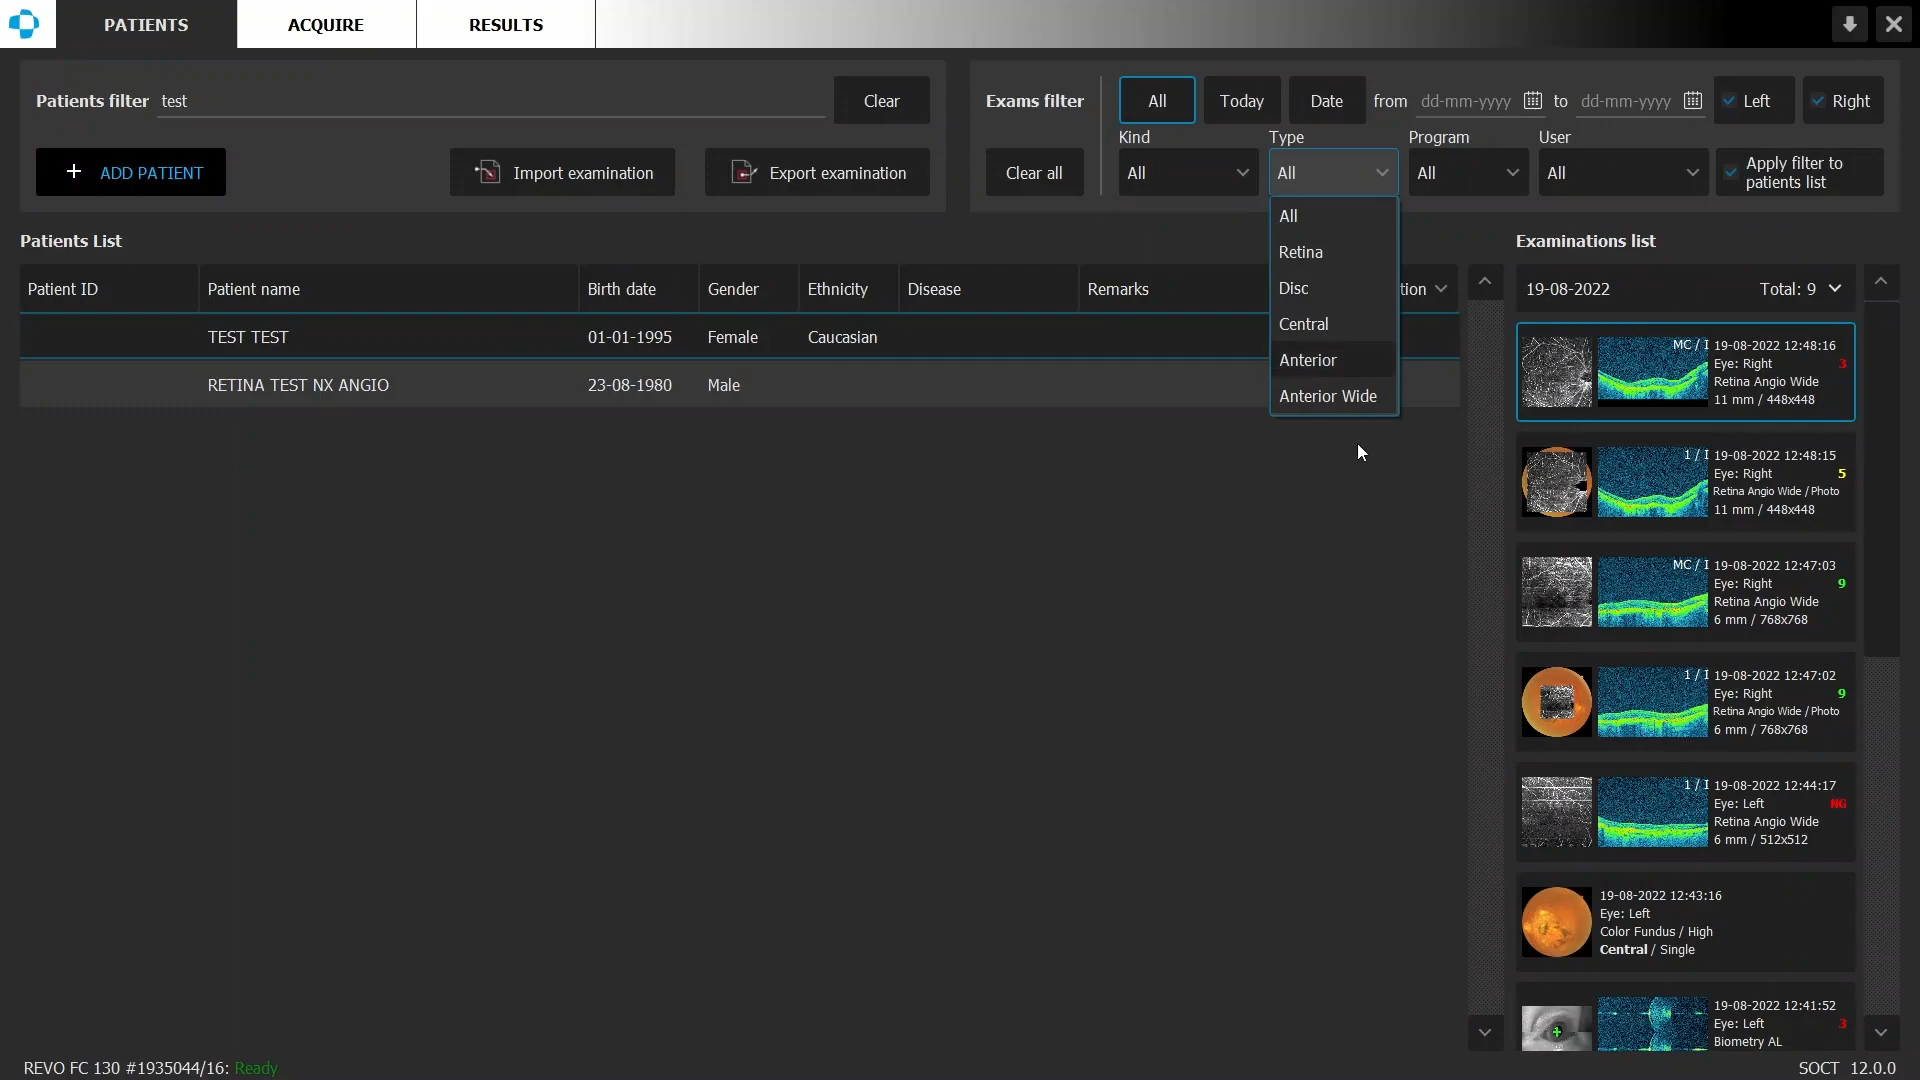 PATIENTS
ACQUIRE
RESULTS
Patients filter test
Clear
Exams filter
All
Today
Date
from dd-mm-yyyy to dd-mm-yyyy
Left
Right
Kind
Type
Program
User
ADD PATIENT
Import examination
Export examination
Clear all
All
All
All
All
Apply filter to
patients list
All
Retina
Disc
Central
Anterior
Anterior Wide
Patients List
Examinations list
Patient ID
Patient name
Birth date
Gender
Ethnicity
Disease
Remarks
tion
TEST TEST 01-01-1995 Female Caucasian
RETINA TEST NX ANGIO 23-08-1980 Male
19-08-2022 Total: 9
MC / I 19-08-2022 12:48:16
Eye: Right 3
Retina Angio Wide
11 mm / 448x448
1 / I 19-08-2022 12:48:15
Eye: Right 5
Retina Angio Wide / Photo
11 mm / 448x448
MC / I 19-08-2022 12:47:03
Eye: Right 9
Retina Angio Wide
6 mm / 768x768
1 / I 19-08-2022 12:47:02
Eye: Right 9
Retina Angio Wide / Photo
6 mm / 768x768
1 / I 19-08-2022 12:44:17
Eye: Left NG
Retina Angio Wide
6 mm / 512x512
19-08-2022 12:43:16
Eye: Left
Color Fundus / High
Central / Single
19-08-2022 12:41:52
Eye: Left 3
Biometry AL
REVO FC 130 #1935044/16: Ready
SOCT 12.0.0